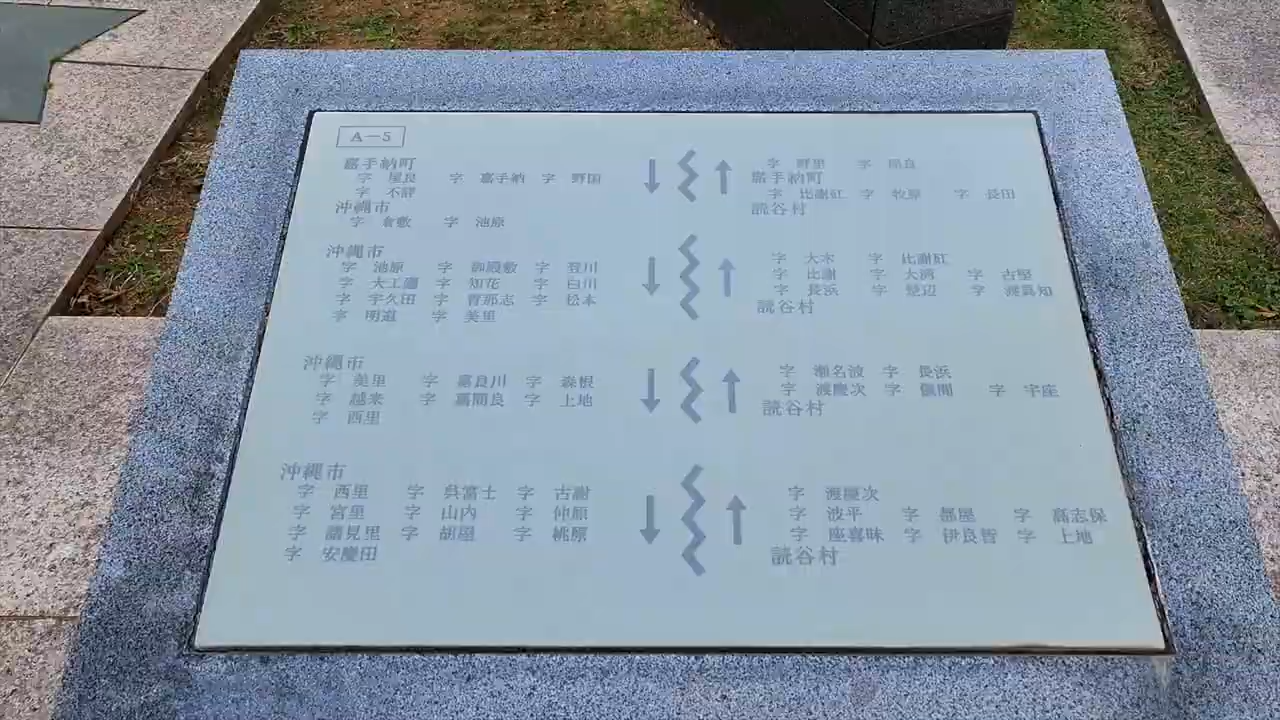 A—5
嘉手納町
字 屋良 字 嘉手納 字 野国
字
沖縄市
字 倉敷 字 池原
沖縄市
字 池原 字 御殿敷 字 登川
字 大工廻 字 知花 字 白川
字 宇久田 字 字 松本
字 明道 字 美里
沖縄市
字 美里 字 嘉良川 字 森根
字 越来 字 嘉間良 字 上地
字 西里
沖縄市
字 西里 字 呉富士 字 古謝
字 宮里 字 山内 字 仲原
字 諸見里 字 胡屋 字 桃原
字 安慶田
字 野里 字 屋良
嘉手納町
字 比謝矼 字 牧原 字 長田
読谷村
字 大木 字 比謝矼
字 比謝 字 大湾 字 古堅
字 長浜 字 楚辺 字 渡具知
読谷村
字 瀬名波 字 長浜
字 渡慶次 字 儀間 字 宇座
読谷村
字 渡慶次
字 波平 字 都屋 字 高志保
字 座喜味 字 伊良皆 字 上地
読谷村